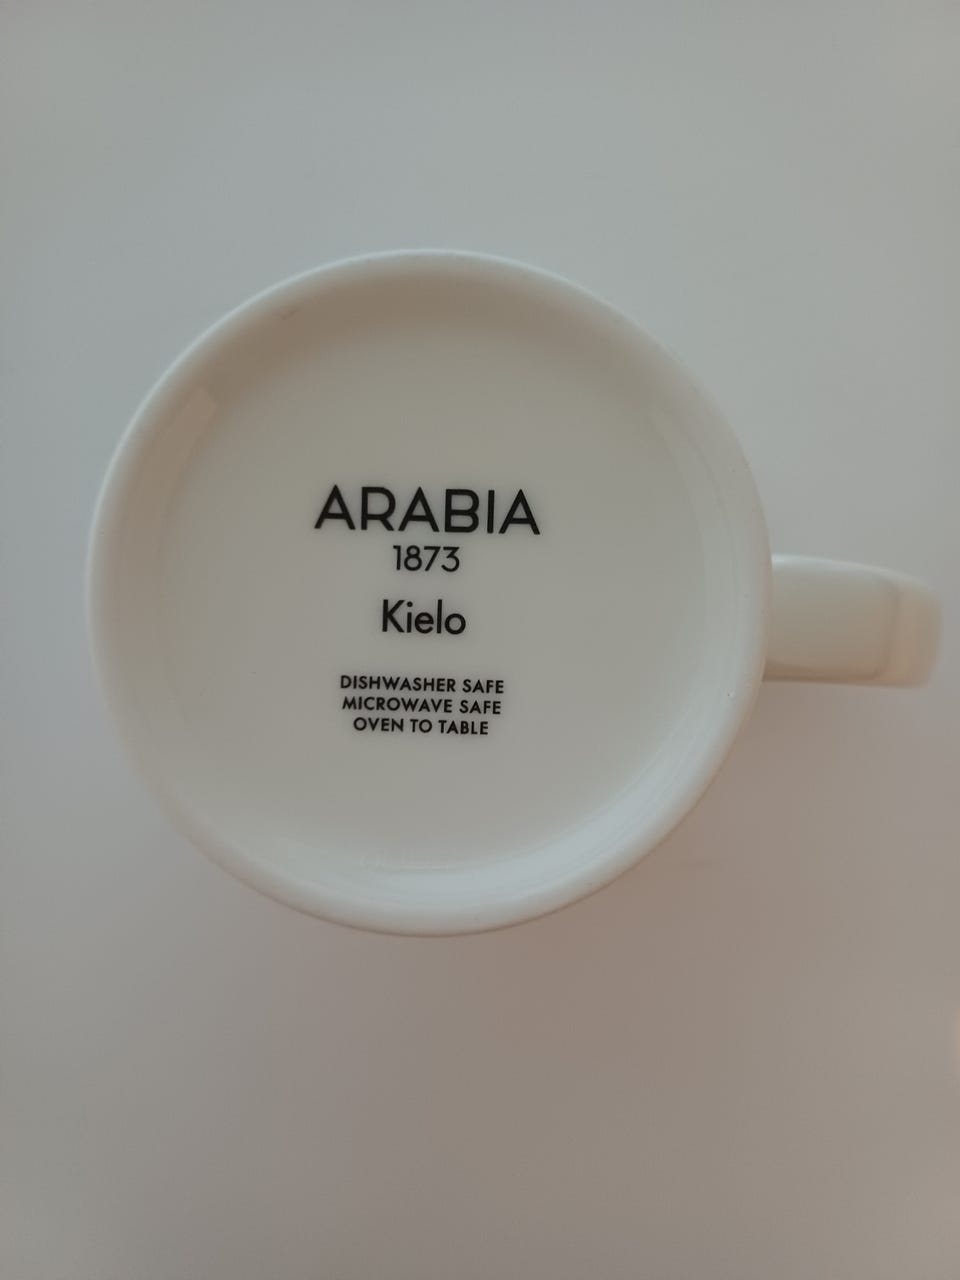 ARABIA
1873
Kielo
DISHWASHER SAFE
MICROWAVE SAFE
OVEN TO TABLE